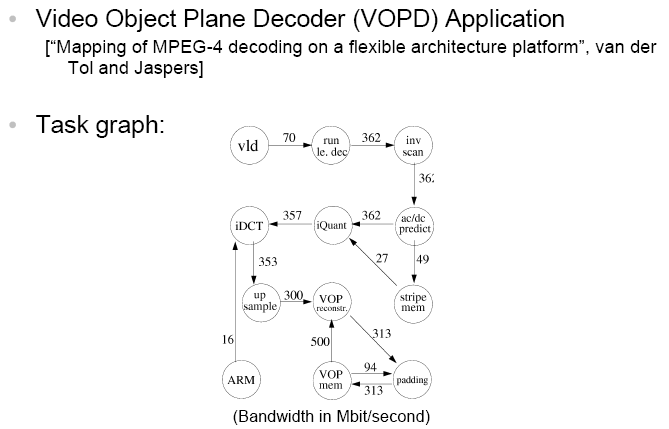 • Video Object Plane Decoder (VOPD) Application
[“Mapping of MPEG-4 decoding on a flexible architecture platform”, van der
Tol and Jaspers]
• Task graph:
vld
70
run
le. dec
362
inv
scan
362
iDCT
357
iQuant
362
ac/dc
predict
353
27
49
up
sample
300
VOP
reconstr.
stripe
mem
16
500
313
ARM
VOP
mem
94
313
padding
(Bandwidth in Mbit/second)